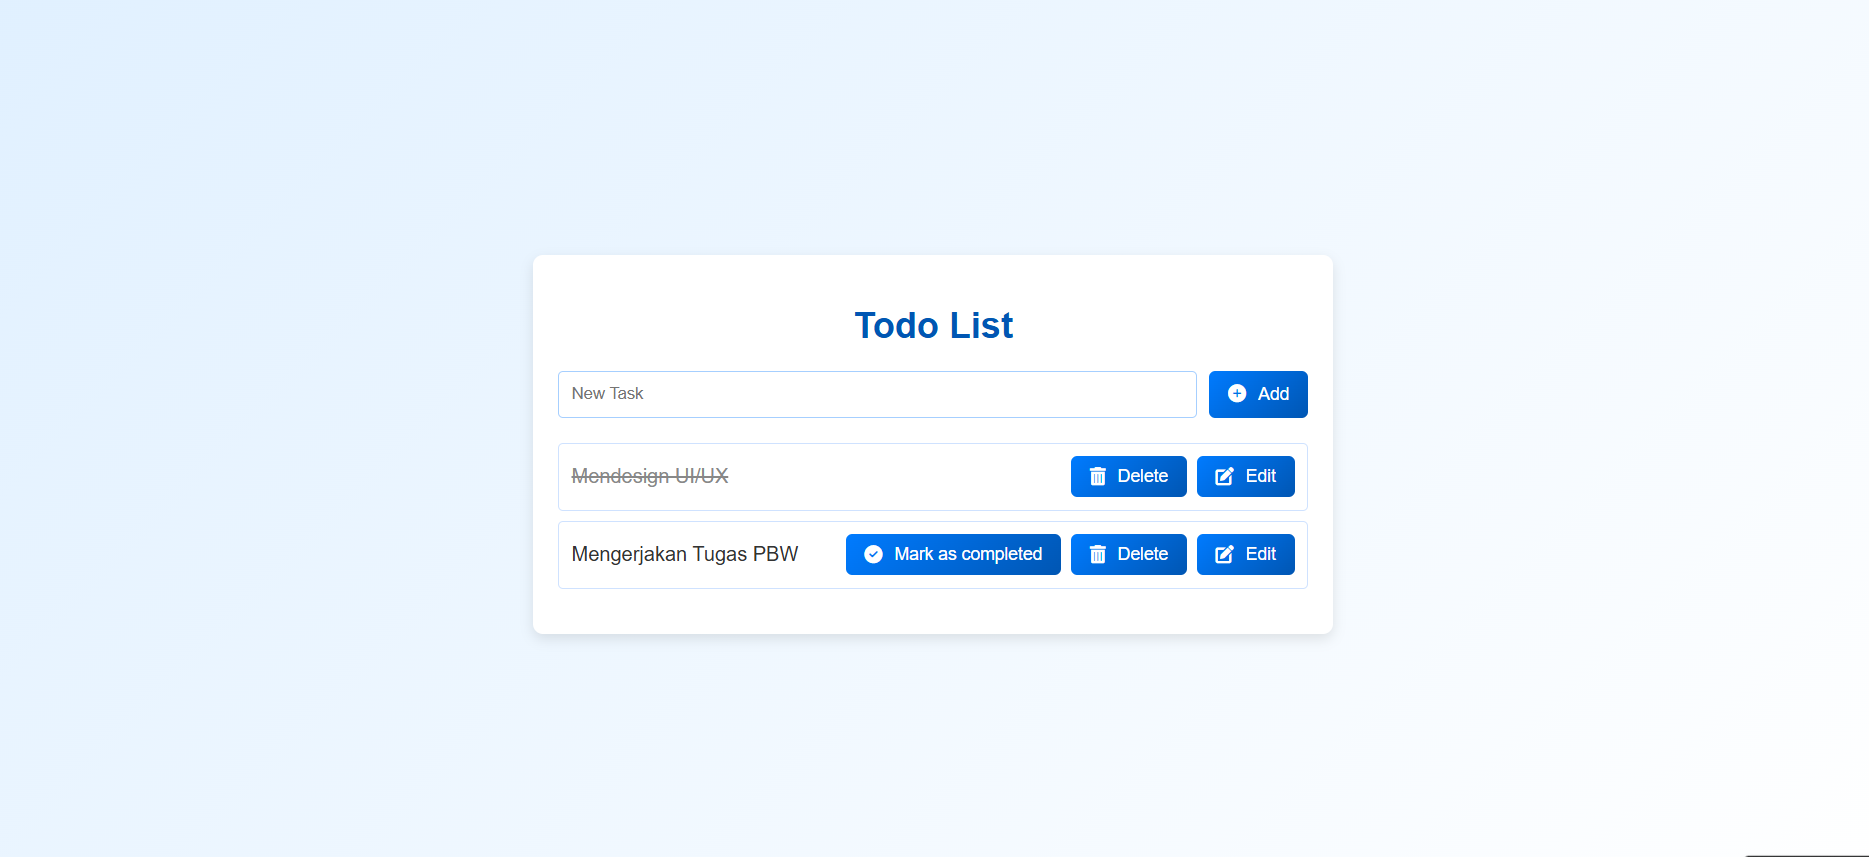 Todo List
New Task
Add
Mendesign UI/UX
Delete
Edit
Mengerjakan Tugas PBW
Mark as completed
Delete
Edit